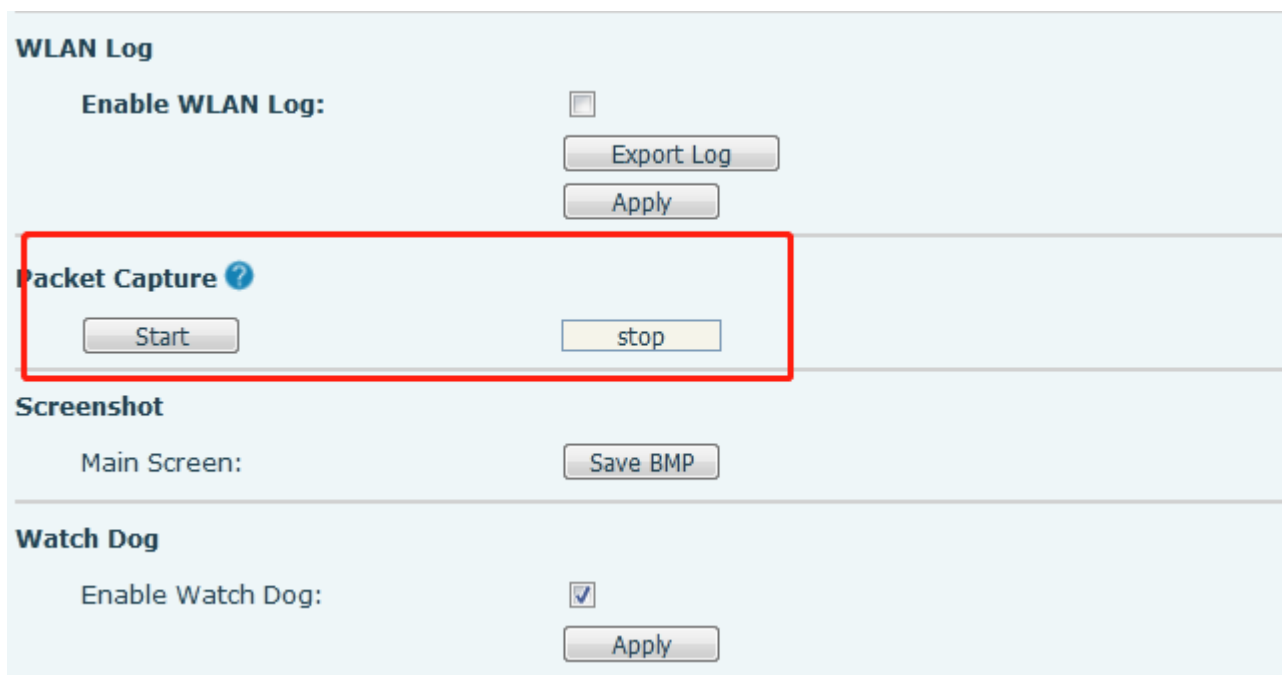 WLAN Log
Enable WLAN Log:
Export Log
Apply
Packet Capture ?
Start stop
Screenshot
Main Screen: Save BMP
Watch Dog
Enable Watch Dog:
Apply